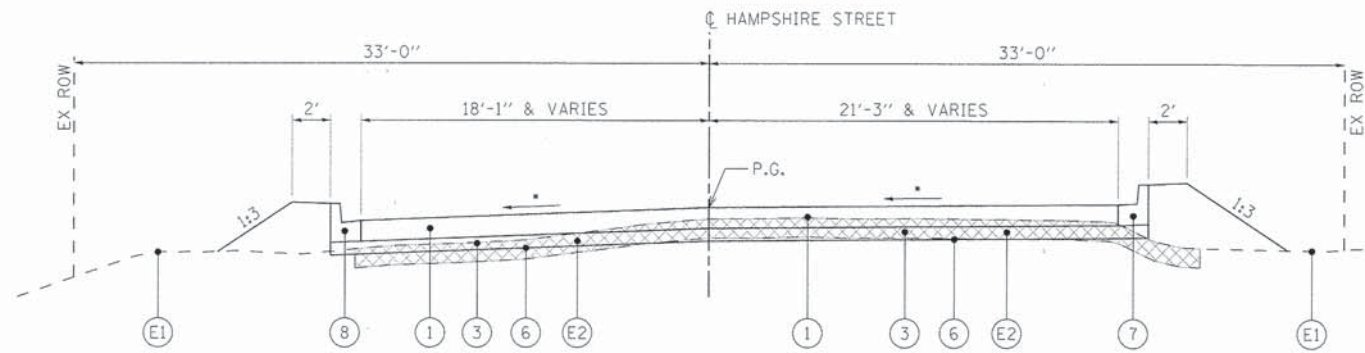 ℄ HAMPSHIRE STREET
33'-0" 33'-0"
EX ROW EX ROW
2' 18'-1" & VARIES 21'-3" & VARIES 2'
P.G.
* *
1:3 1:3
E1 8 1 3 6 E2 1 3 6 E2 7 E1